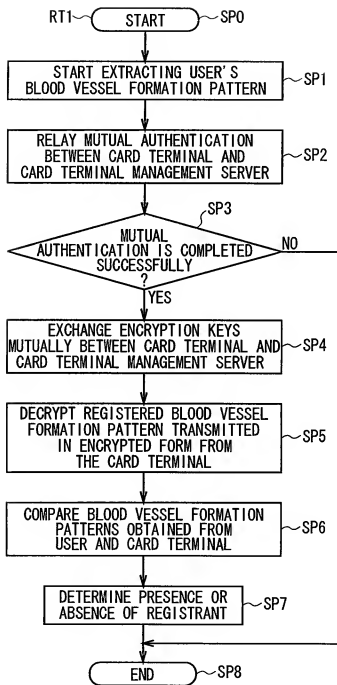 RT1 START SP0
START EXTRACTING USER'S
BLOOD VESSEL FORMATION PATTERN
SP1
RELAY MUTUAL AUTHENTICATION
BETWEEN CARD TERMINAL AND
CARD TERMINAL MANAGEMENT SERVER
SP2
SP3
MUTUAL
AUTHENTICATION IS COMPLETED
SUCCESSFULLY
?
NO
YES
EXCHANGE ENCRYPTION KEYS
MUTUALLY BETWEEN CARD TERMINAL AND
CARD TERMINAL MANAGEMENT SERVER
SP4
DECRYPT REGISTERED BLOOD VESSEL
FORMATION PATTERN TRANSMITTED
IN ENCRYPTED FORM FROM
THE CARD TERMINAL
SP5
COMPARE BLOOD VESSEL FORMATION
PATTERNS OBTAINED FROM
USER AND CARD TERMINAL
SP6
DETERMINE PRESENCE OR
ABSENCE OF REGISTRANT
SP7
END SP8